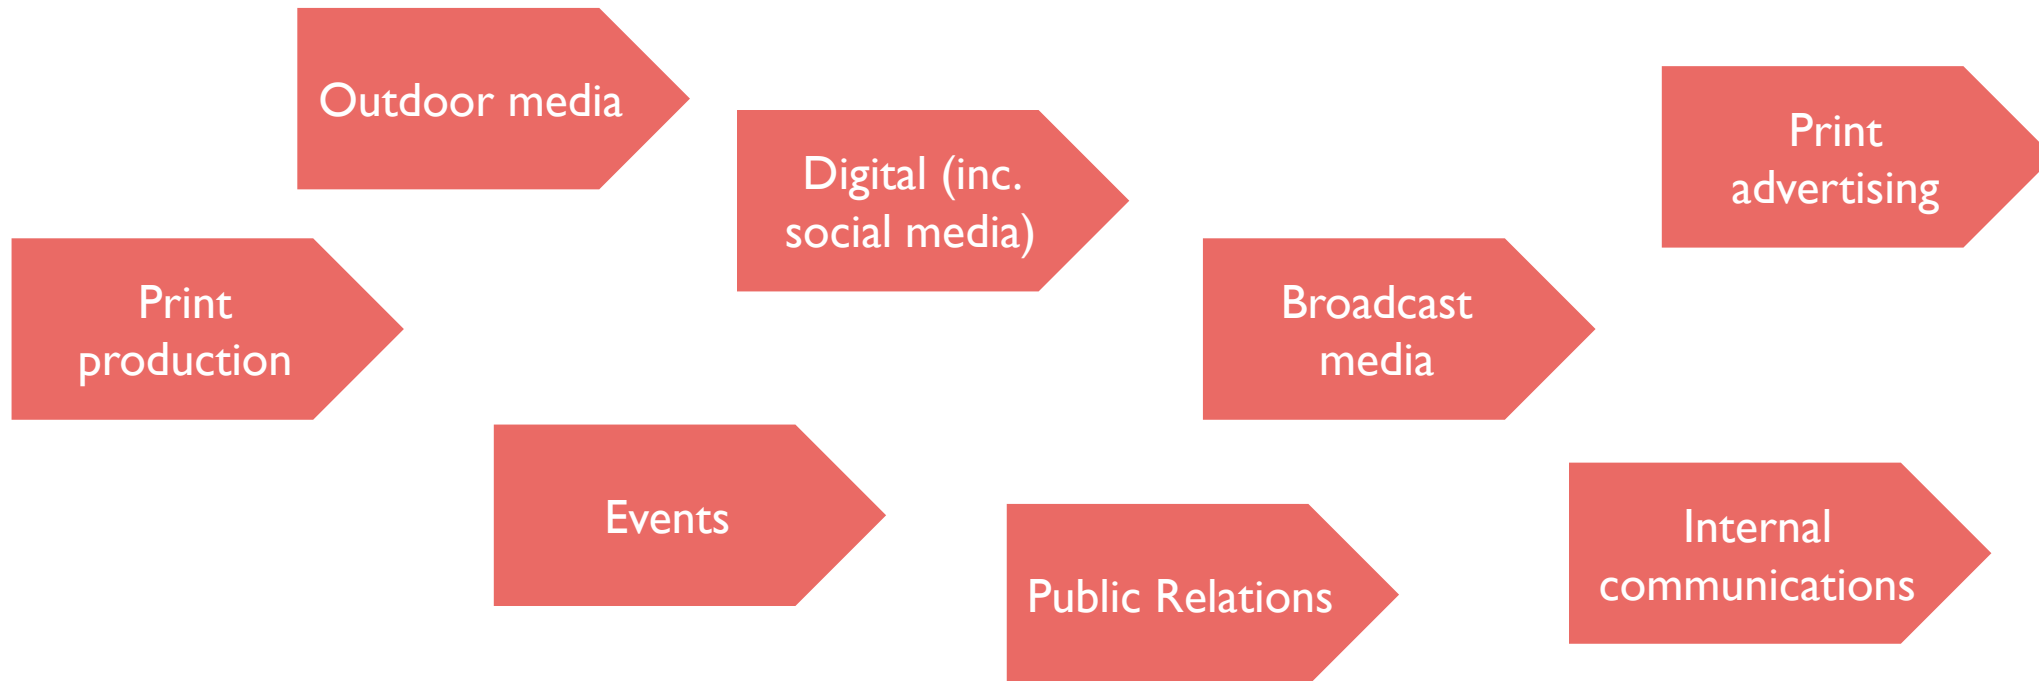 Outdoor media
Digital (inc.
social media)
Print
advertising
Print
production
Broadcast
media
Events
Public Relations
Internal
communications